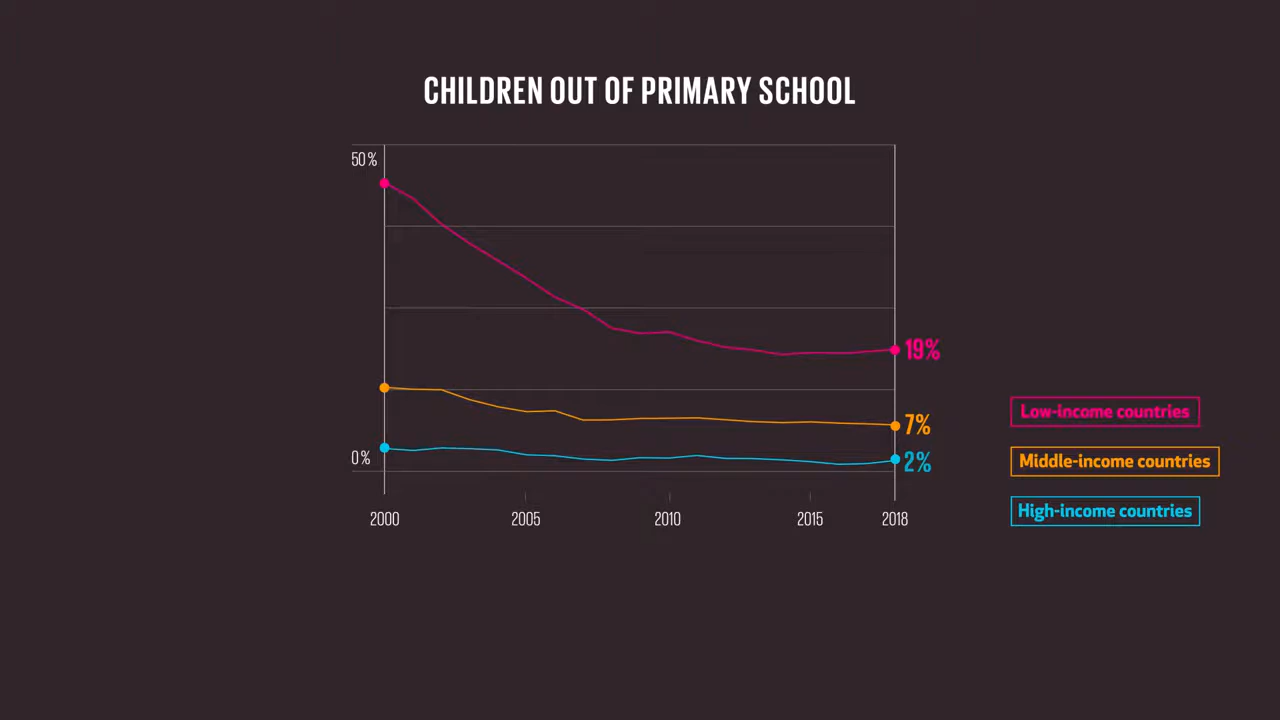 CHILDREN OUT OF PRIMARY SCHOOL
50%
19%
7%
0%
2%
2000 2005 2010 2015 2018
Low-income countries
Middle-income countries
High-income countries